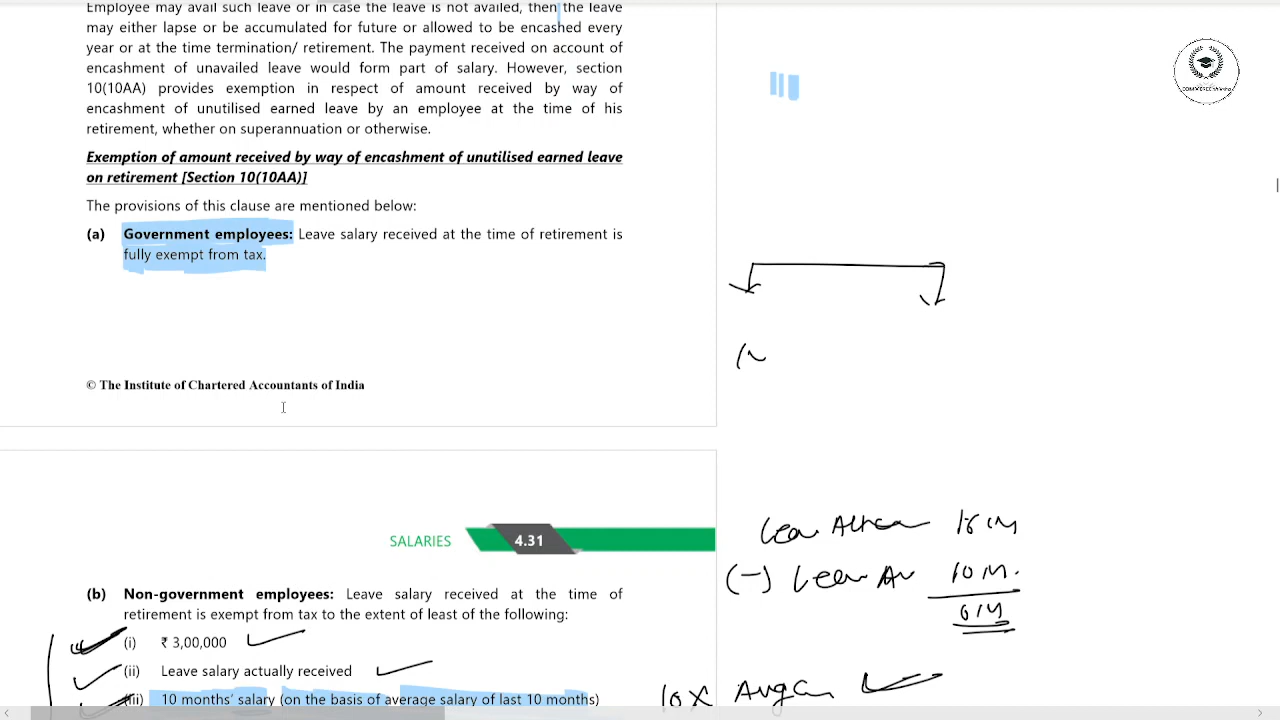 Employee may avail such leave or in case the leave is not availed, then the leave
may either lapse or be accumulated for future or allowed to be encashed every
year or at the time termination/ retirement. The payment received on account of
encashment of unavailed leave would form part of salary. However, section
10(10AA) provides exemption in respect of amount received by way of
encashment of unutilised earned leave by an employee at the time of his
retirement, whether on superannuation or otherwise.
Exemption of amount received by way of encashment of unutilised earned leave
on retirement [Section 10(10AA)]
The provisions of this clause are mentioned below:
(a) Government employees: Leave salary received at the time of retirement is
fully exempt from tax.
© The Institute of Chartered Accountants of India
SALARIES 4.31
(b) Non-government employees: Leave salary received at the time of
retirement is exempt from tax to the extent of least of the following:
(i) ₹ 3,00,000
(ii) Leave salary actually received
(iii) 10 months' salary (on the basis of average salary of last 10 months)
(-)
10 M.
10 X